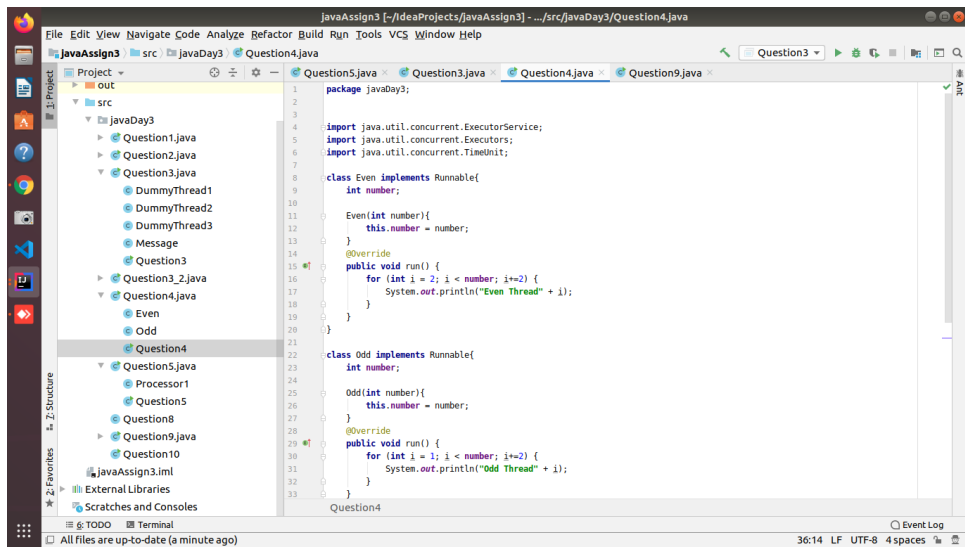 javaAssign3 [~/IdeaProjects/javaAssign3] - .../src/javaDay3/Question4.java
File Edit View Navigate Code Analyze Refactor Build Run Tools VCS Window Help
javaAssign3 src javaDay3 Question4.java Question3
1: Project
Project
Question5.java Question3.java Question4.java Question9.java
Ant
out
src
javaDay3
Question1.java
Question2.java
Question3.java
DummyThread1
DummyThread2
DummyThread3
Message
Question3
Question3_2.java
Question4.java
Even
Odd
Question4
Question5.java
Processor1
Question5
Question8
Question9.java
Question10
javaAssign3.iml
External Libraries
Scratches and Consoles
7: Structure
2: Favorites
1 package javaDay3;
2
3
4 import java.util.concurrent.ExecutorService;
5 import java.util.concurrent.Executors;
6 import java.util.concurrent.TimeUnit;
7
8 class Even implements Runnable{
9 int number;
10
11 Even(int number){
12 this.number = number;
13 }
14 @Override
15 public void run() {
16 for (int i = 2; i < number; i+=2) {
17 System.out.println("Even Thread" + i);
18 }
19 }
20 }
21
22 class Odd implements Runnable{
23 int number;
24
25 Odd(int number){
26 this.number = number;
27 }
28 @Override
29 public void run() {
30 for (int i = 1; i < number; i+=2) {
31 System.out.println("Odd Thread" + i);
32 }
33 }
Question4
6: TODO Terminal Event Log
All files are up-to-date (a minute ago) 36:14 LF UTF-8 4 spaces